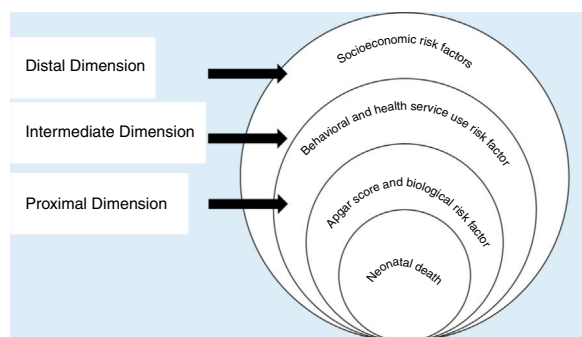 Socioeconomic risk factors
Distal Dimension
Behavioral and health service use risk factor
Intermediate Dimension
Apgar score and biological risk factor
Proximal Dimension
Neonatal death